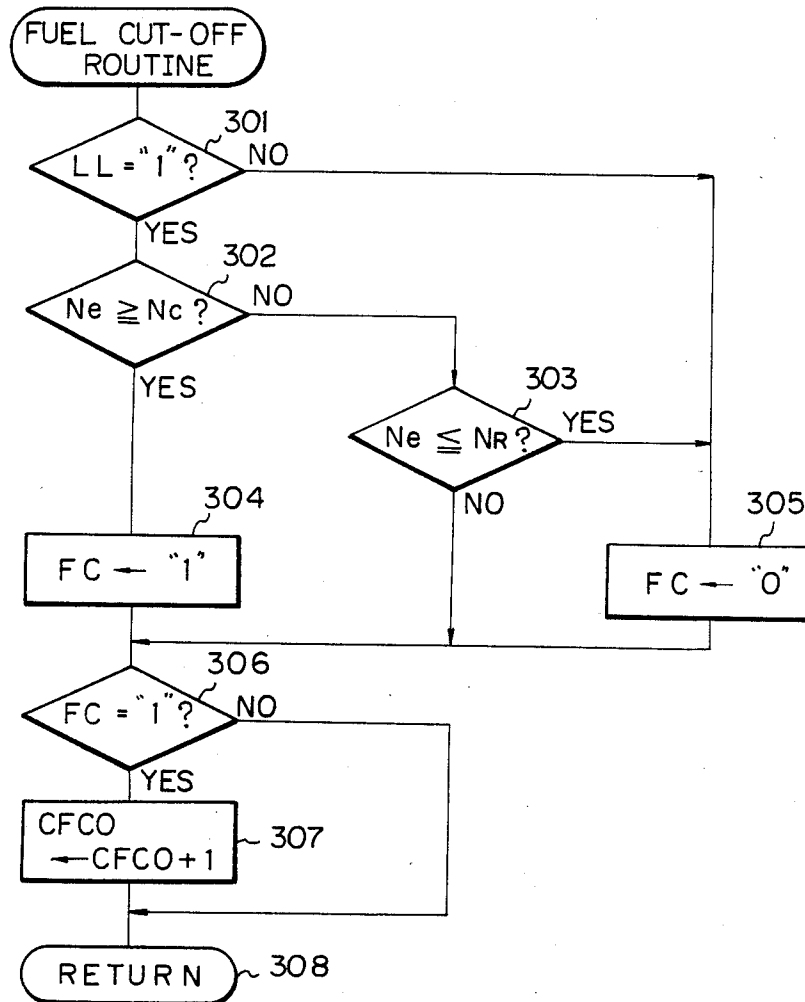 FUEL CUT-OFF
ROUTINE
301
LL = "1" ?
NO
YES
302
Ne ≧ Nc ?
NO
YES
303
Ne ≦ NR ?
YES
NO
304
FC ← "1"
305
FC ← "0"
306
FC = "1" ?
NO
YES
CFCO
← CFCO + 1
307
RETURN
308